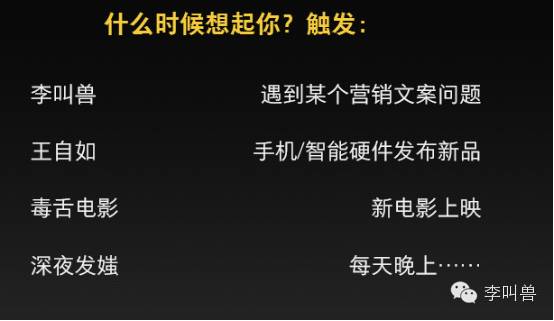 什么时候想起你？触发：
李叫兽 遇到某个营销文案问题
王自如 手机/智能硬件发布新品
毒舌电影 新电影上映
深夜发媸 每天晚上……
李叫兽